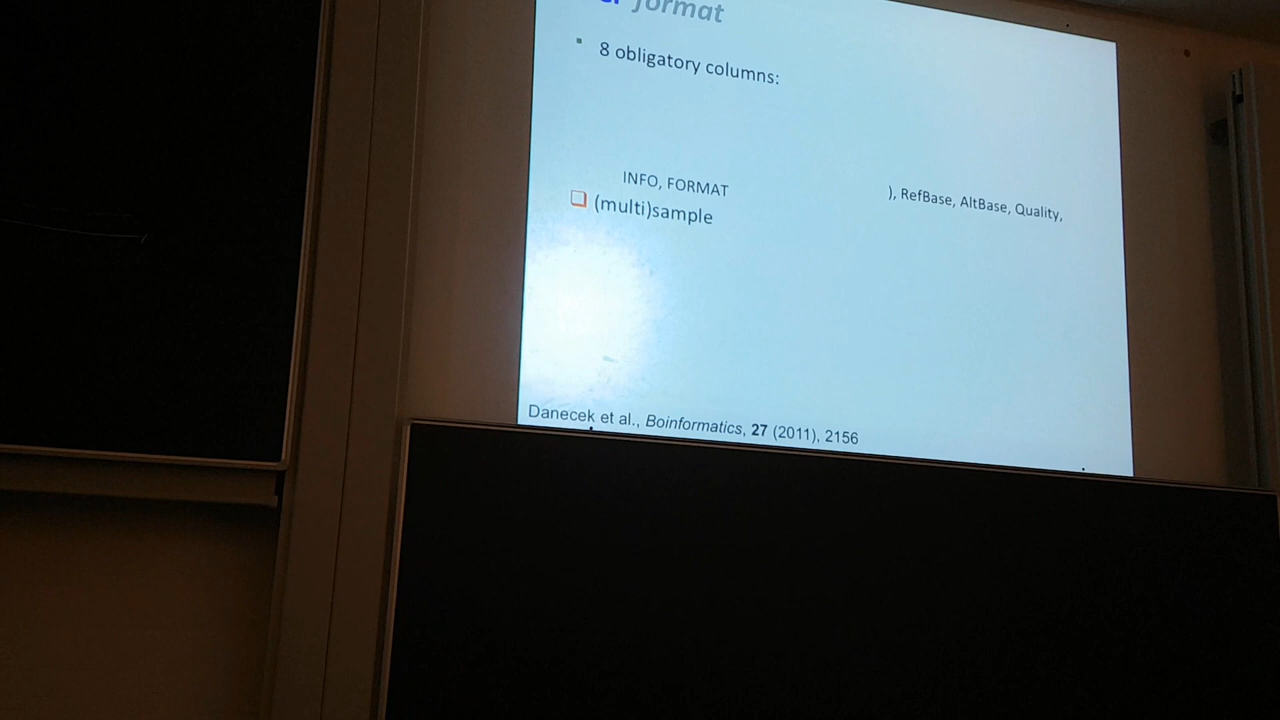 format
8 obligatory columns:
), RefBase, AltBase, Quality,
INFO, FORMAT
(multi)sample
Danecek et al., Boinformatics, 27 (2011), 2156